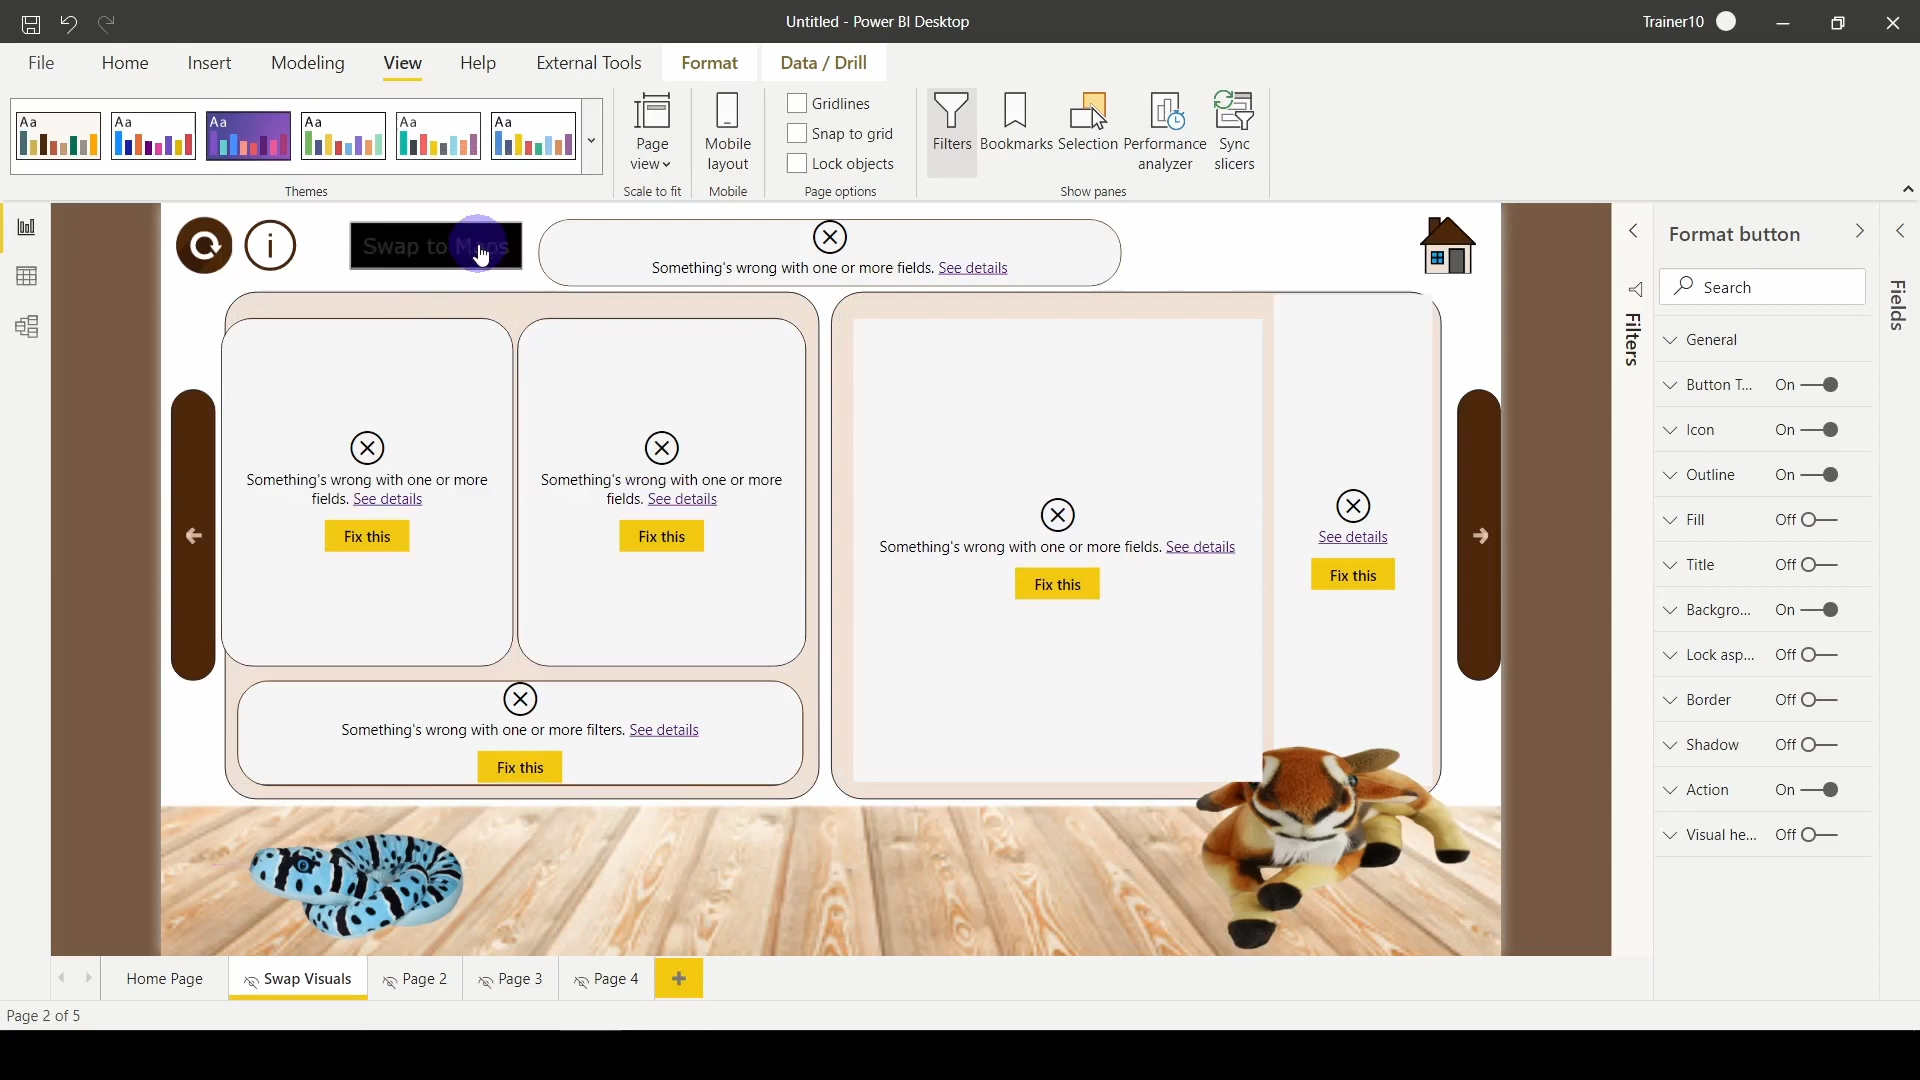 Untitled - Power BI Desktop
Trainer10
File Home Insert Modeling View Help External Tools Format Data / Drill
Aa Aa Aa Aa Aa Aa
Page view
Mobile layout
Gridlines
Snap to grid
Lock objects
Filters
Bookmarks
Selection
Performance analyzer
Sync slicers
Themes
Scale to fit
Mobile
Page options
Show panes
i
Swap to Maps
Something's wrong with one or more fields. See details
Something's wrong with one or more
fields. See details
Fix this
Something's wrong with one or more
fields. See details
Fix this
Something's wrong with one or more filters. See details
Fix this
Something's wrong with one or more fields. See details
Fix this
See details
Fix this
Filters
Format button
Search
General
Button T... On
Icon On
Outline On
Fill Off
Title Off
Backgro... On
Lock asp... Off
Border Off
Shadow Off
Action On
Visual he... Off
Fields
Home Page
Swap Visuals
Page 2
Page 3
Page 4
+
Page 2 of 5